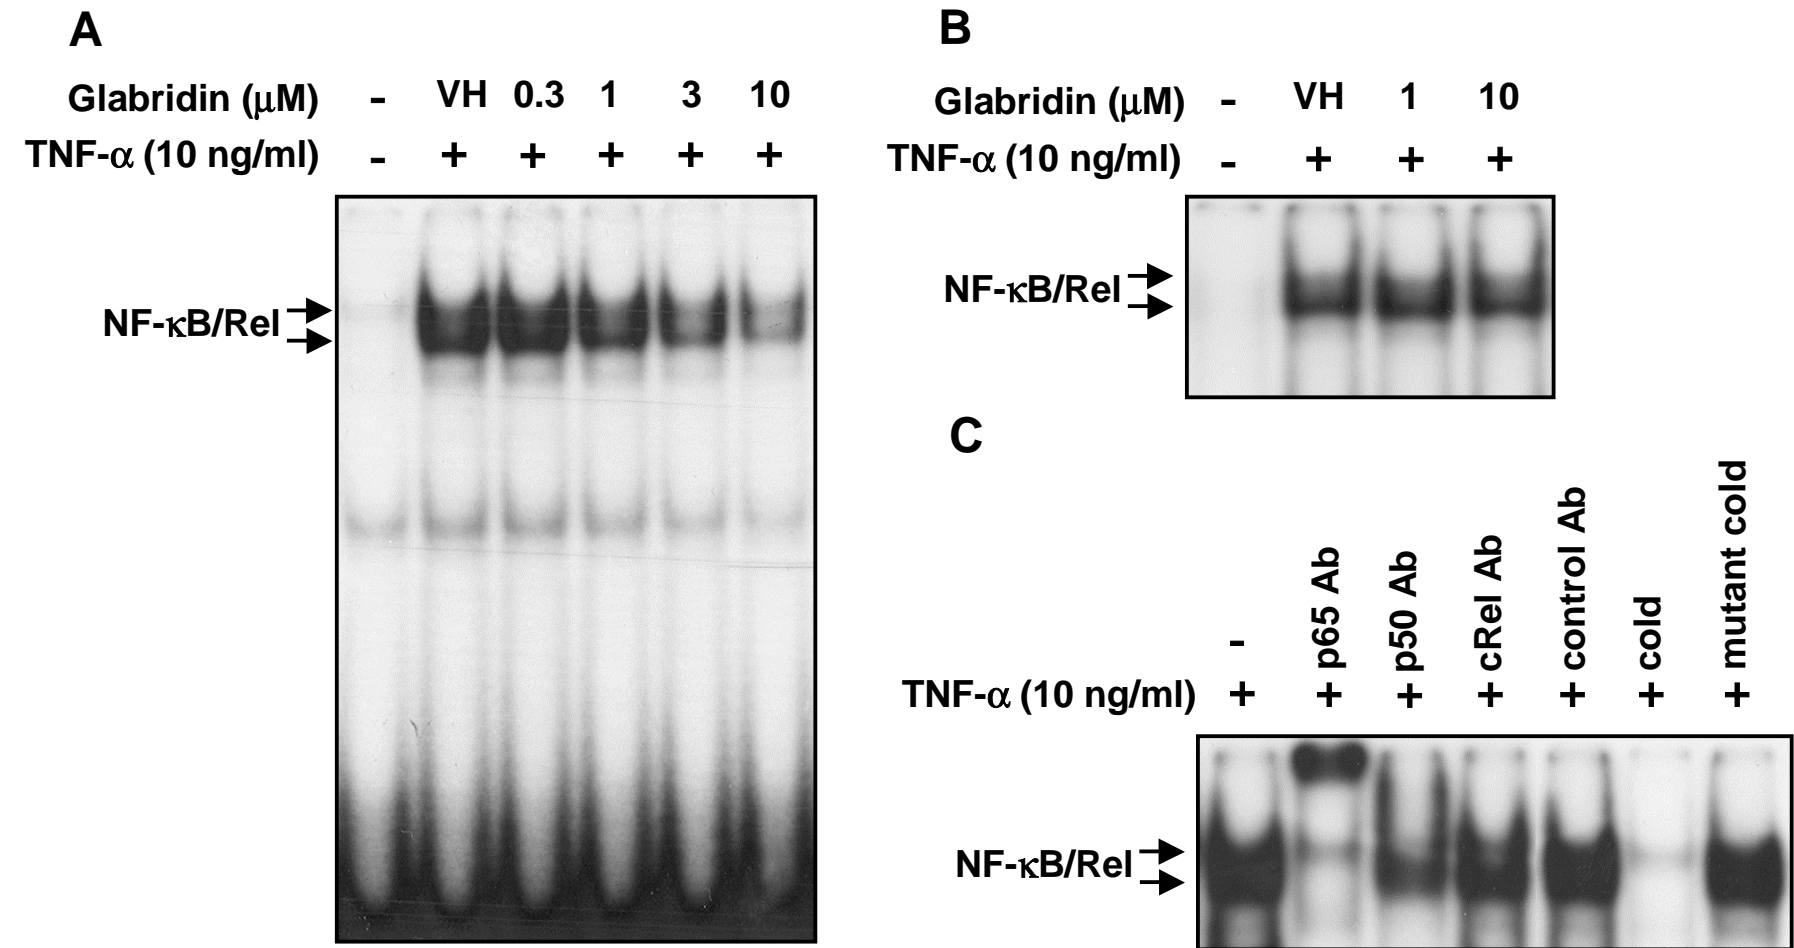 A
Glabridin (μM) - VH 0.3 1 3 10
TNF-α (10 ng/ml) - + + + + +
NF-κB/Rel
B
Glabridin (μM) - VH 1 10
TNF-α (10 ng/ml) - + + +
NF-κB/Rel
C
- p65 Ab p50 Ab cRel Ab control Ab cold mutant cold
TNF-α (10 ng/ml) + + + + + + +
NF-κB/Rel